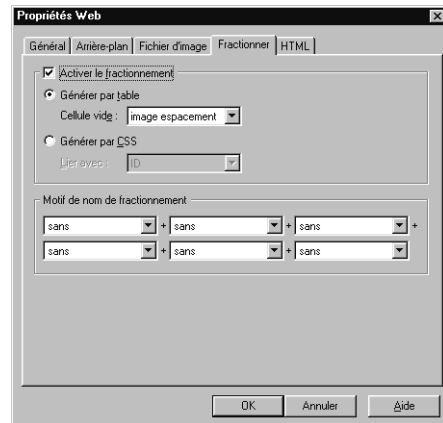 Propriétés Web
Général Arrière-plan Fichier d'image Fractionner HTML
Activer le fractionnement
Générer par table
Cellule vide : image espacement
Générer par CSS
Lier avec : ID
Motif de nom de fractionnement
sans + sans + sans +
sans + sans + sans
OK Annuler Aide